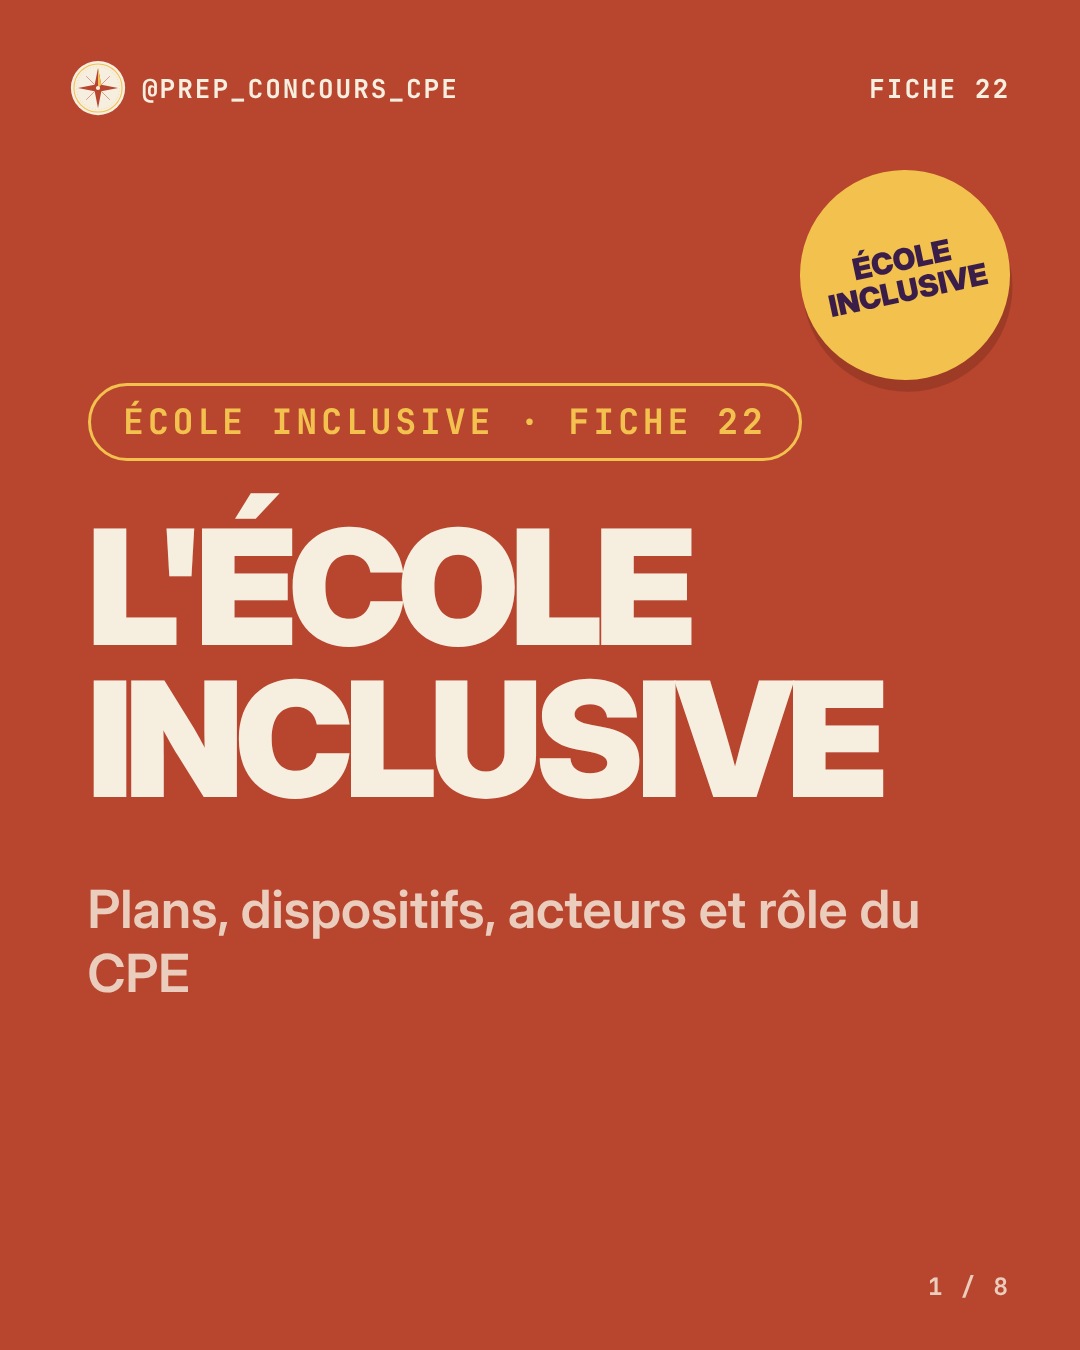 @PREP_CONCOURS_CPE
FICHE 22
ÉCOLE
INCLUSIVE
ÉCOLE INCLUSIVE · FICHE 22
L'ÉCOLE
INCLUSIVE
Plans, dispositifs, acteurs et rôle du
CPE
1 / 8